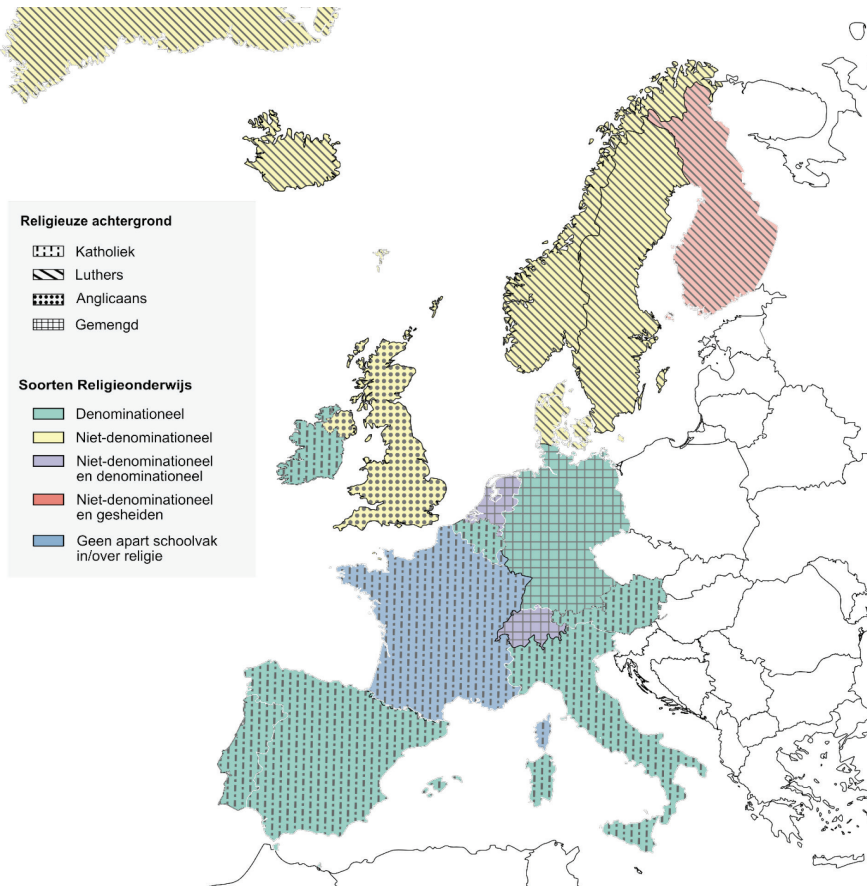 Religieuze achtergrond
Katholiek
Luthers
Anglicaans
Gemengd
Soorten Religieonderwijs
Denominationeel
Niet-denominationeel
Niet-denominationeel
en denominationeel
Niet-denominationeel
en gesheiden
Geen apart schoolvak
in/over religie